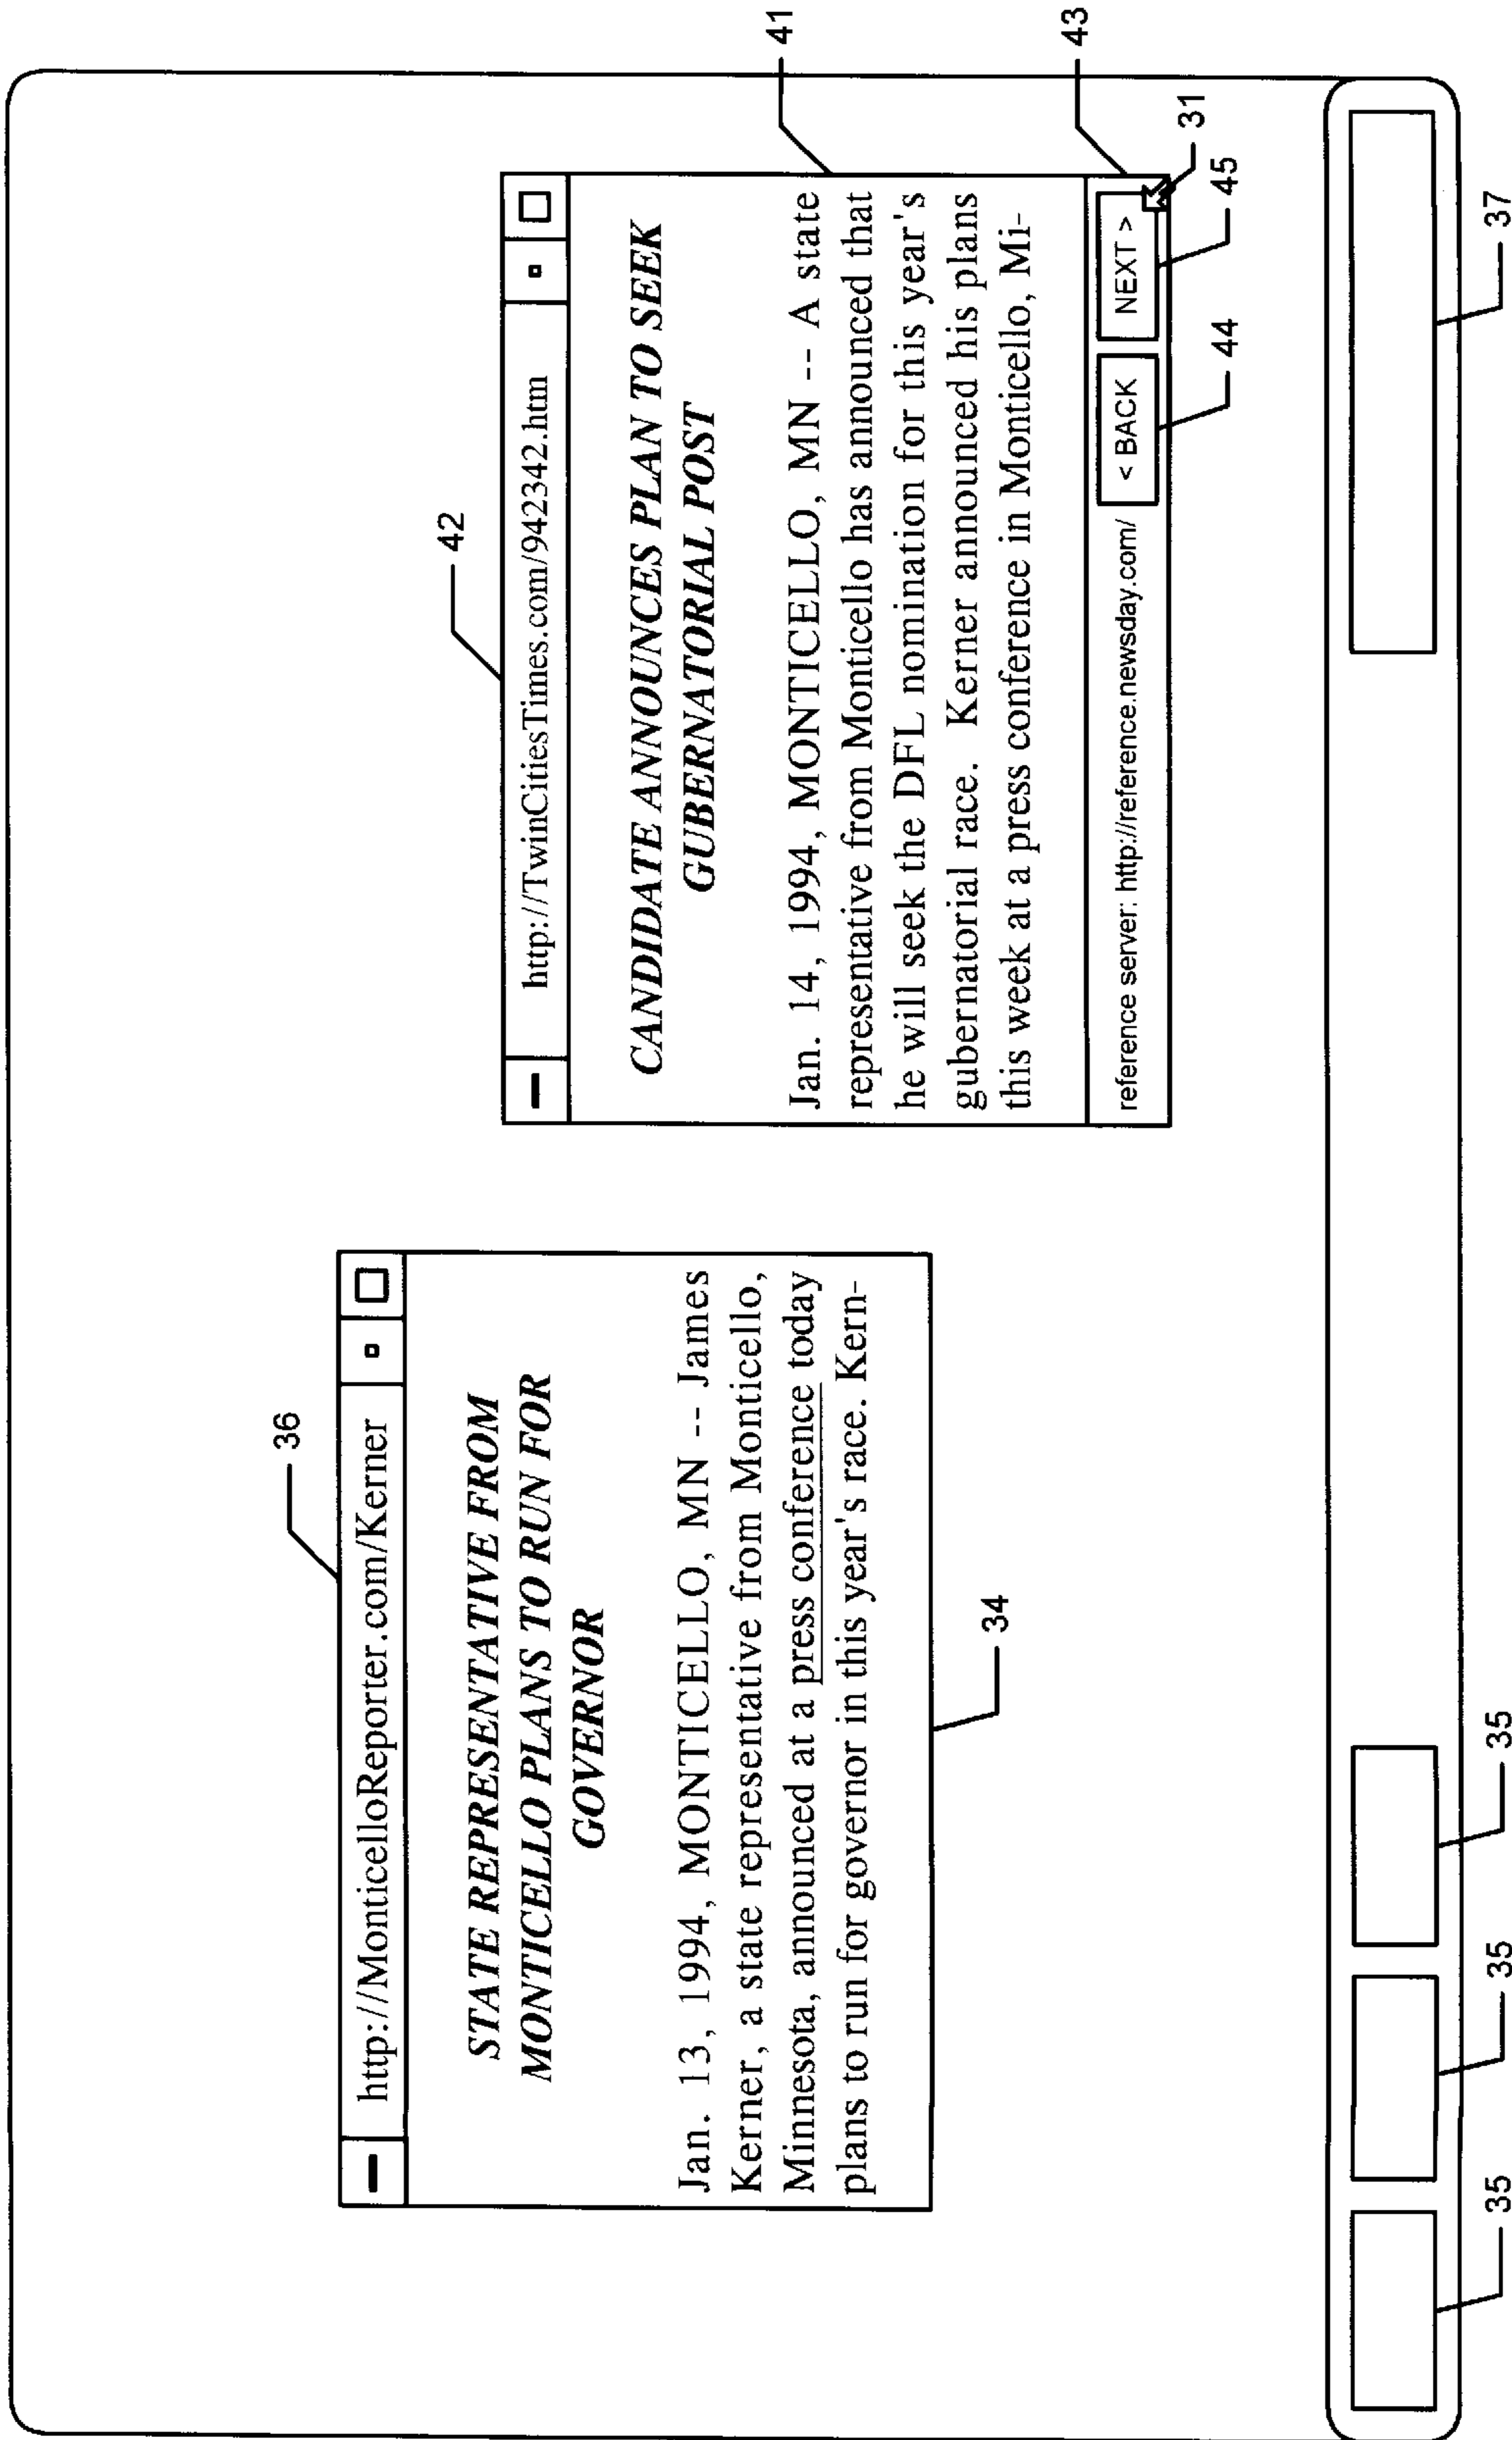 36
http://MonticelloReporter.com/Kerner
STATE REPRESENTATIVE FROM
MONTICELLO PLANS TO RUN FOR
GOVERNOR
Jan. 13, 1994, MONTICELLO, MN -- James
Kerner, a state representative from Monticello,
Minnesota, announced at a press conference today
plans to run for governor in this year's race. Kern-
34
42
http://TwinCitiesTimes.com/942342.htm
CANDIDATE ANNOUNCES PLAN TO SEEK
GUBERNATORIAL POST
Jan. 14, 1994, MONTICELLO, MN -- A state
representative from Monticello has announced that
he will seek the DFL nomination for this year's
gubernatorial race. Kerner announced his plans
this week at a press conference in Monticello, Mi-
reference server: http://reference.newsday.com/
< BACK
NEXT >
41
43
31
44
45
35
35
35
37